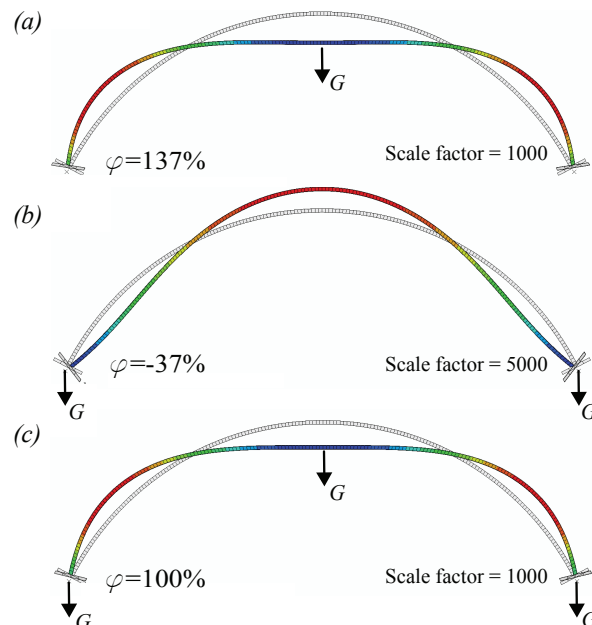 (a)
G
φ=137%
Scale factor = 1000
(b)
φ=-37%
Scale factor = 5000
G
G
(c)
G
φ=100%
Scale factor = 1000
G
G